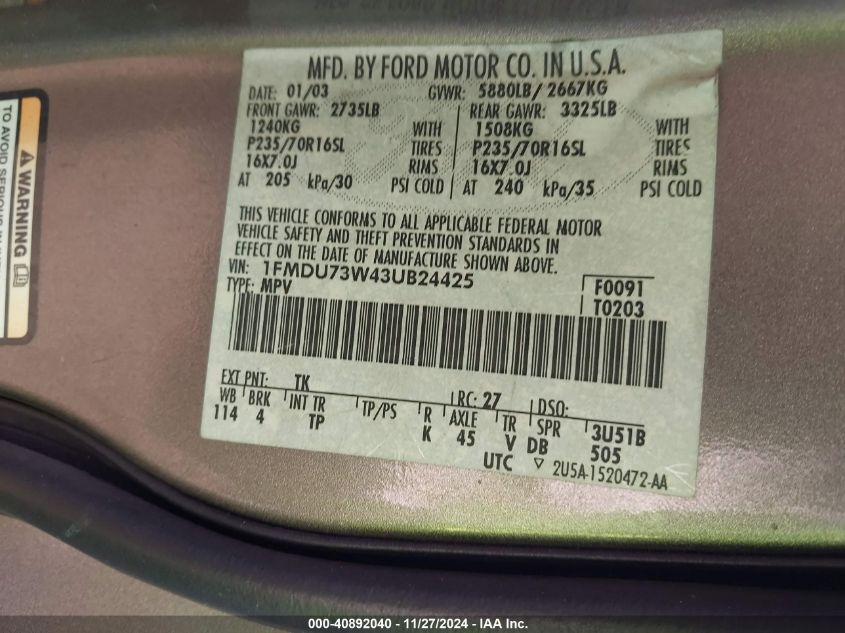 MFD. BY FORD MOTOR CO. IN U.S.A.
DATE: 01/03 GVWR: 5880LB/ 2667KG
FRONT GAWR: 2735LB REAR GAWR: 3325LB
1240KG WITH 1508KG WITH
P235/70R16SL TIRES P235/70R16SL TIRES
16X7.0J RIMS 16X7.0J RIMS
AT 205 kPa/30 PSI COLD AT 240 kPa/35 PSI COLD
THIS VEHICLE CONFORMS TO ALL APPLICABLE FEDERAL MOTOR
VEHICLE SAFETY AND THEFT PREVENTION STANDARDS IN
EFFECT ON THE DATE OF MANUFACTURE SHOWN ABOVE.
VIN: 1FMDU73W43UB24425 F0091
TYPE: MPV T0203
EXT PNT: TK RC: 27 DSO:
WB BRK INT TR TP/PS R AXLE TR SPR 3U51B
114 4 TP K 45 V DB 505
UTC ▽ 2U5A-1520472-AA
WARNING
000-40892040 - 11/27/2024 - IAA Inc.